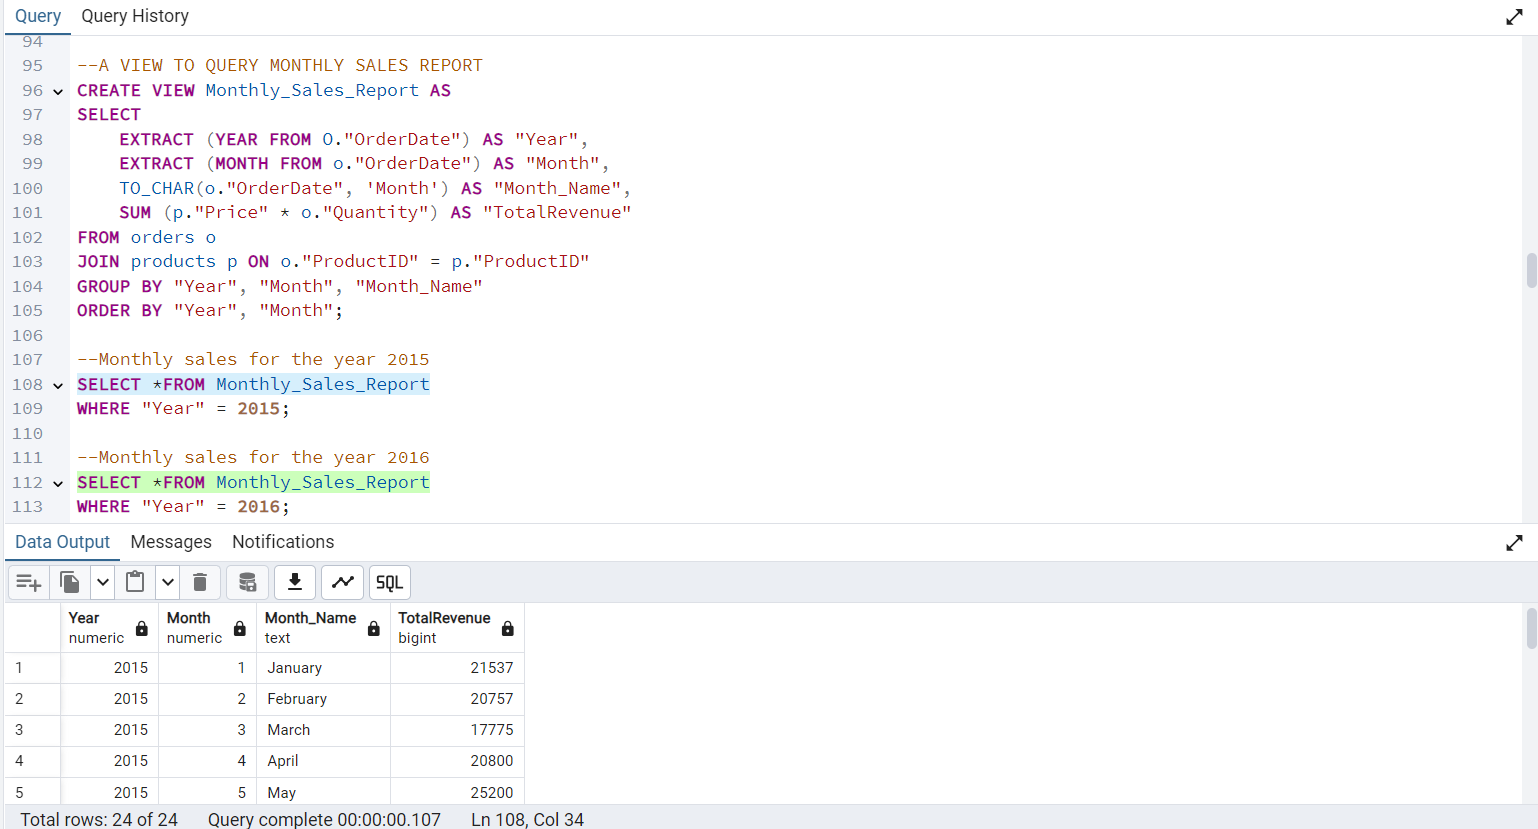 Query Query History
94
95 --A VIEW TO QUERY MONTHLY SALES REPORT
96 CREATE VIEW Monthly_Sales_Report AS
97 SELECT
98 EXTRACT (YEAR FROM O."OrderDate") AS "Year",
99 EXTRACT (MONTH FROM o."OrderDate") AS "Month",
100 TO_CHAR(o."OrderDate", 'Month') AS "Month_Name",
101 SUM (p."Price" * o."Quantity") AS "TotalRevenue"
102 FROM orders o
103 JOIN products p ON o."ProductID" = p."ProductID"
104 GROUP BY "Year", "Month", "Month_Name"
105 ORDER BY "Year", "Month";
106
107 --Monthly sales for the year 2015
108 SELECT *FROM Monthly_Sales_Report
109 WHERE "Year" = 2015;
110
111 --Monthly sales for the year 2016
112 SELECT *FROM Monthly_Sales_Report
113 WHERE "Year" = 2016;
Data Output Messages Notifications
SQL
Year Month Month_Name TotalRevenue
numeric numeric text bigint
1 2015 1 January 21537
2 2015 2 February 20757
3 2015 3 March 17775
4 2015 4 April 20800
5 2015 5 May 25200
Total rows: 24 of 24 Query complete 00:00:00.107 Ln 108, Col 34